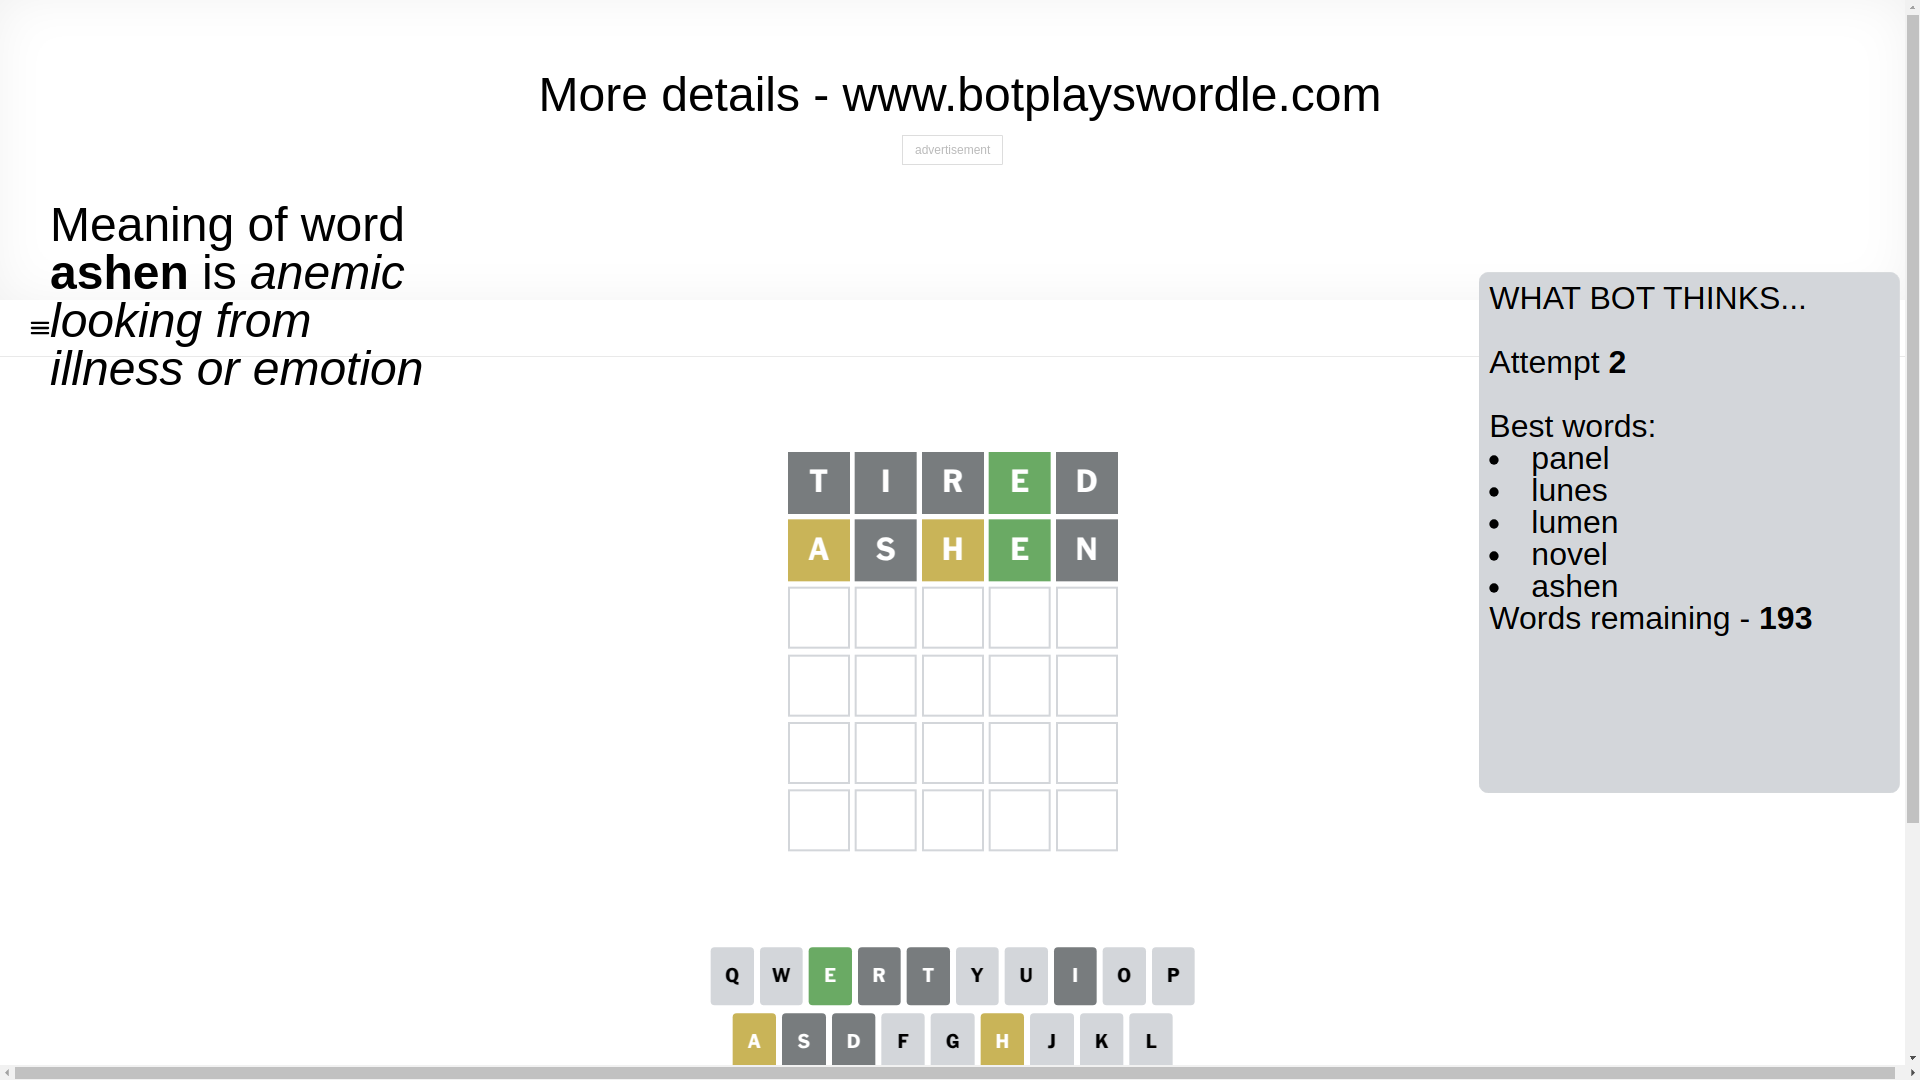 More details - www.botplayswordle.com
advertisement
Meaning of word
ashen is anemic
looking from
illness or emotion
WHAT BOT THINKS...
Attempt 2
Best words:
• panel
• lunes
• lumen
• novel
• ashen
Words remaining - 193
T I R E D
A S H E N
Q W E R T Y U I O P
A S D F G H J K L